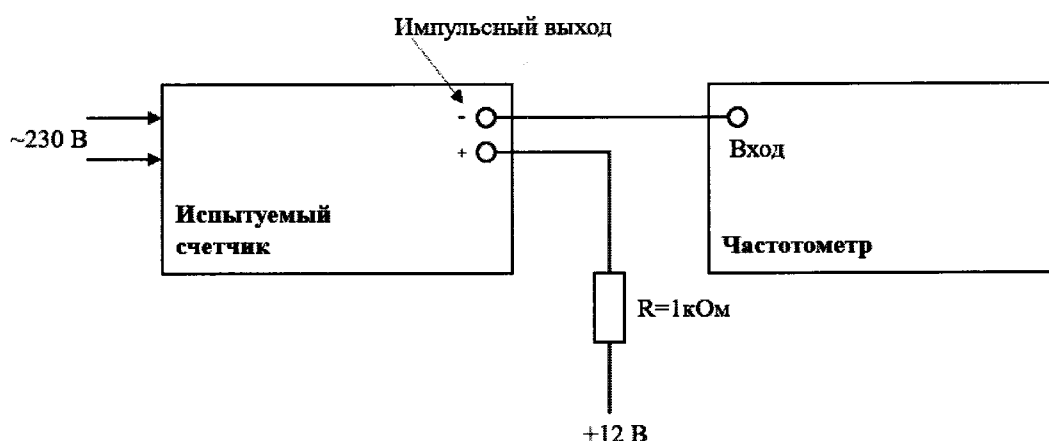 Импульсный выход
~230 В
-
+
Вход
Испытуемый
счетчик
Частотометр
R=1кОм
+12 В